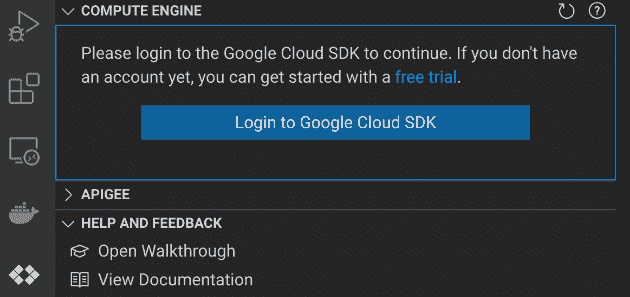 COMPUTE ENGINE
Please login to the Google Cloud SDK to continue. If you don't have
an account yet, you can get started with a free trial.
Login to Google Cloud SDK
APIGEE
HELP AND FEEDBACK
Open Walkthrough
View Documentation